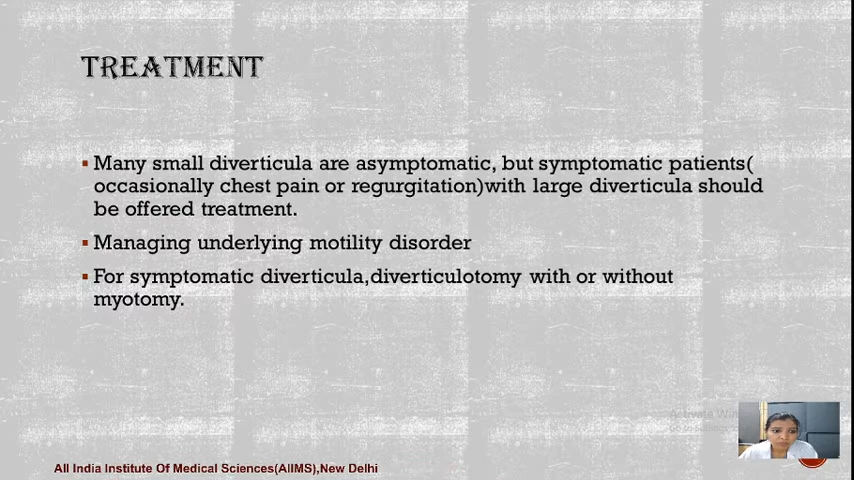 TREATMENT
▪ Many small diverticula are asymptomatic, but symptomatic patients(
occasionally chest pain or regurgitation)with large diverticula should
be offered treatment.
▪ Managing underlying motility disorder
▪ For symptomatic diverticula,diverticulotomy with or without
myotomy.
Activate Win
All India Institute Of Medical Sciences(AIIMS),New Delhi